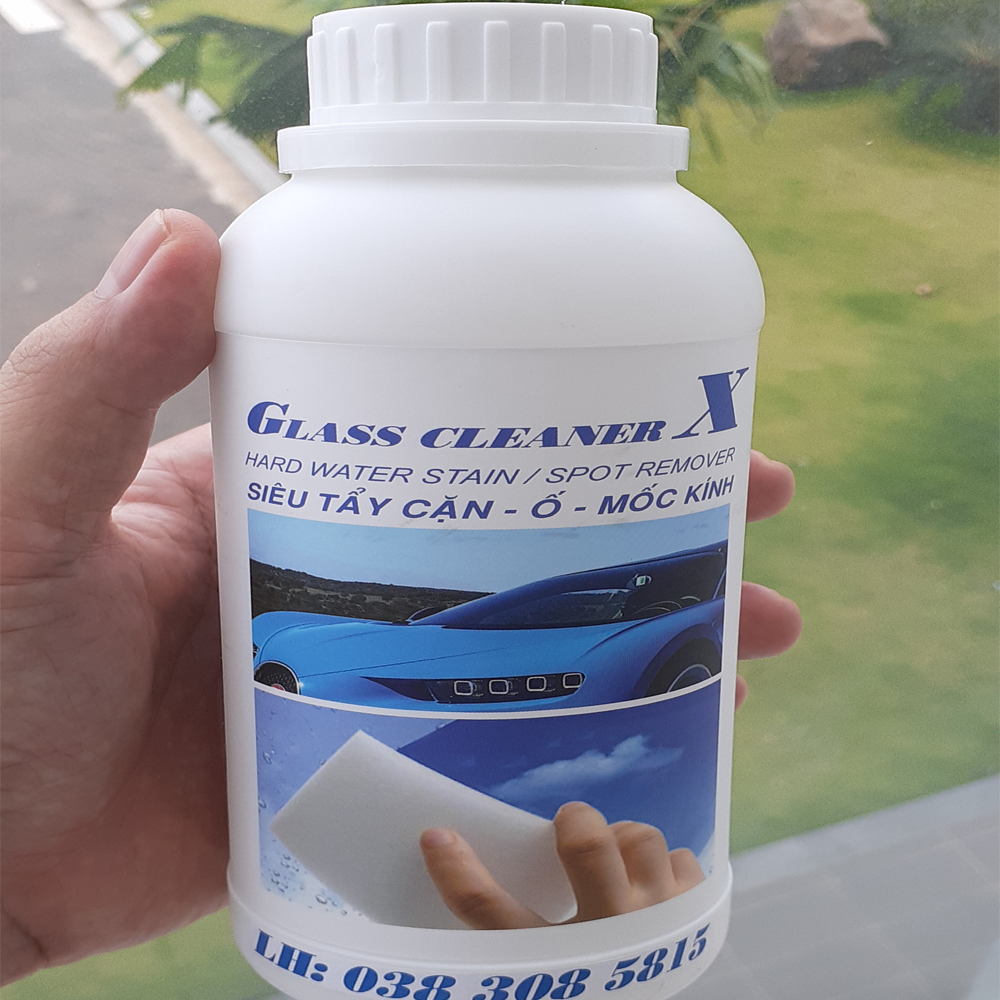 GLASS CLEANER X
HARD WATER STAIN / SPOT REMOVER
SIÊU TẨY CẶN - Ố - MỐC KÍNH
LH: 038 308 5815